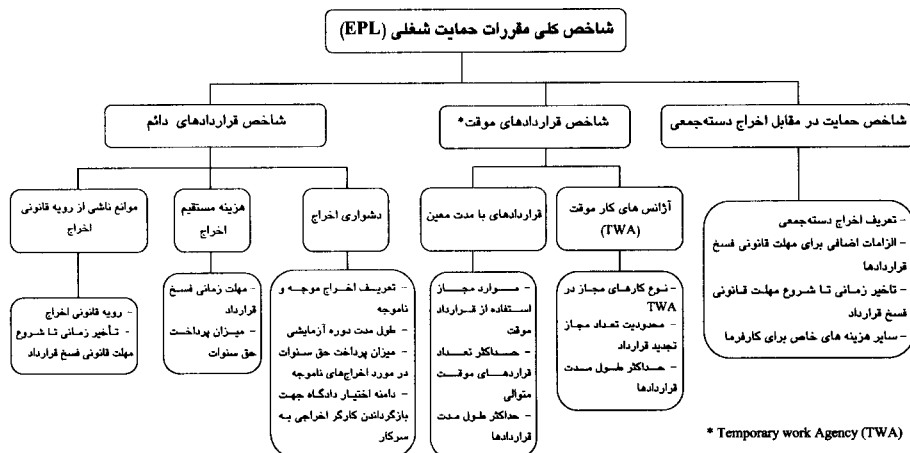 شاخص کلی مقررات حمایت شغلی (EPL)
شاخص حمایت در مقابل اخراج دسته‌جمعی
شاخص قراردادهای موقت*
شاخص قراردادهای دائم
آژانس های کار موقت
(TWA)
قراردادهای با مدت معین
دشواری اخراج
هزینه مستقیم
اخراج
موانع ناشی از رویه قانونی
اخراج
– تعریف اخراج دسته‌جمعی
– الزامات اضافی برای مهلت قانونی فسخ
قراردادها
– تاخیر زمانی تا شروع مهلت قانونی
فسخ قرارداد
– سایر هزینه های خاص برای کارفرما
– نوع کارهای مجاز در
TWA
– محدودیت تعداد مجاز
تجدید قرارداد
– حداکثر طول مدت
قراردادها
– موارد مجاز
استفاده از قرارداد
موقت
– حداکثر تعداد
قراردهای موقت
متوالی
– حداکثر طول مدت
قراردادها
– تعریف اخراج موجه و
ناموجه
– طول مدت دوره آزمایشی
– میزان پرداخت حق سنوات
در مورد اخراج‌های ناموجه
– دامنه اختیار دادگاه جهت
بازگرداندن کارگر اخراجی به
سرکار
– مهلت زمانی فسخ
قرارداد
– میزان پرداخت
حق سنوات
– رویه قانونی اخراج
– تأخیر زمانی تا شروع
مهلت قانونی فسخ قرارداد
* Temporary work Agency (TWA)